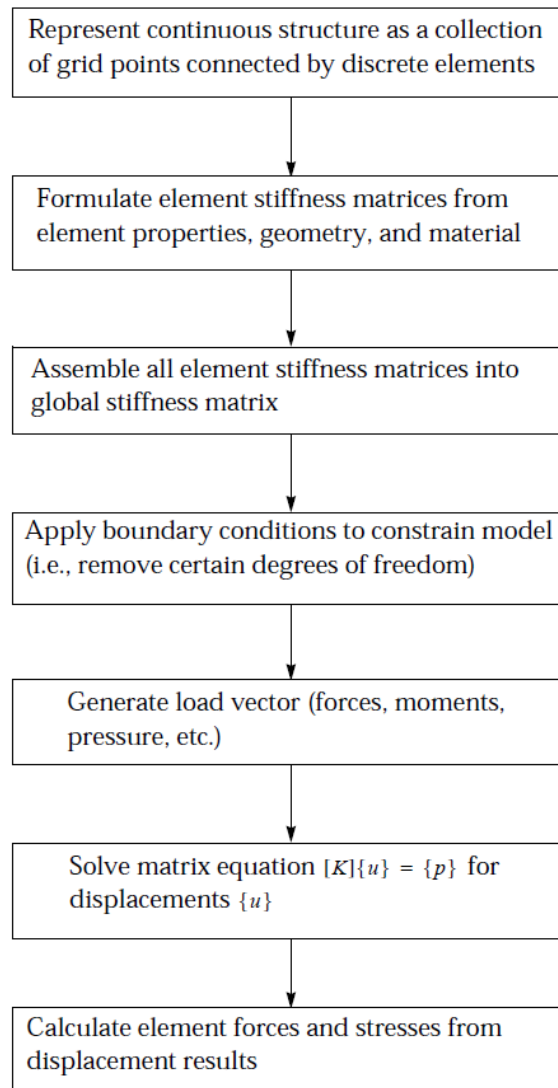 Represent continuous structure as a collection
of grid points connected by discrete elements
Formulate element stiffness matrices from
element properties, geometry, and material
Assemble all element stiffness matrices into
global stiffness matrix
Apply boundary conditions to constrain model
(i.e., remove certain degrees of freedom)
Generate load vector (forces, moments,
pressure, etc.)
Solve matrix equation [K]{u} = {p} for
displacements {u}
Calculate element forces and stresses from
displacement results